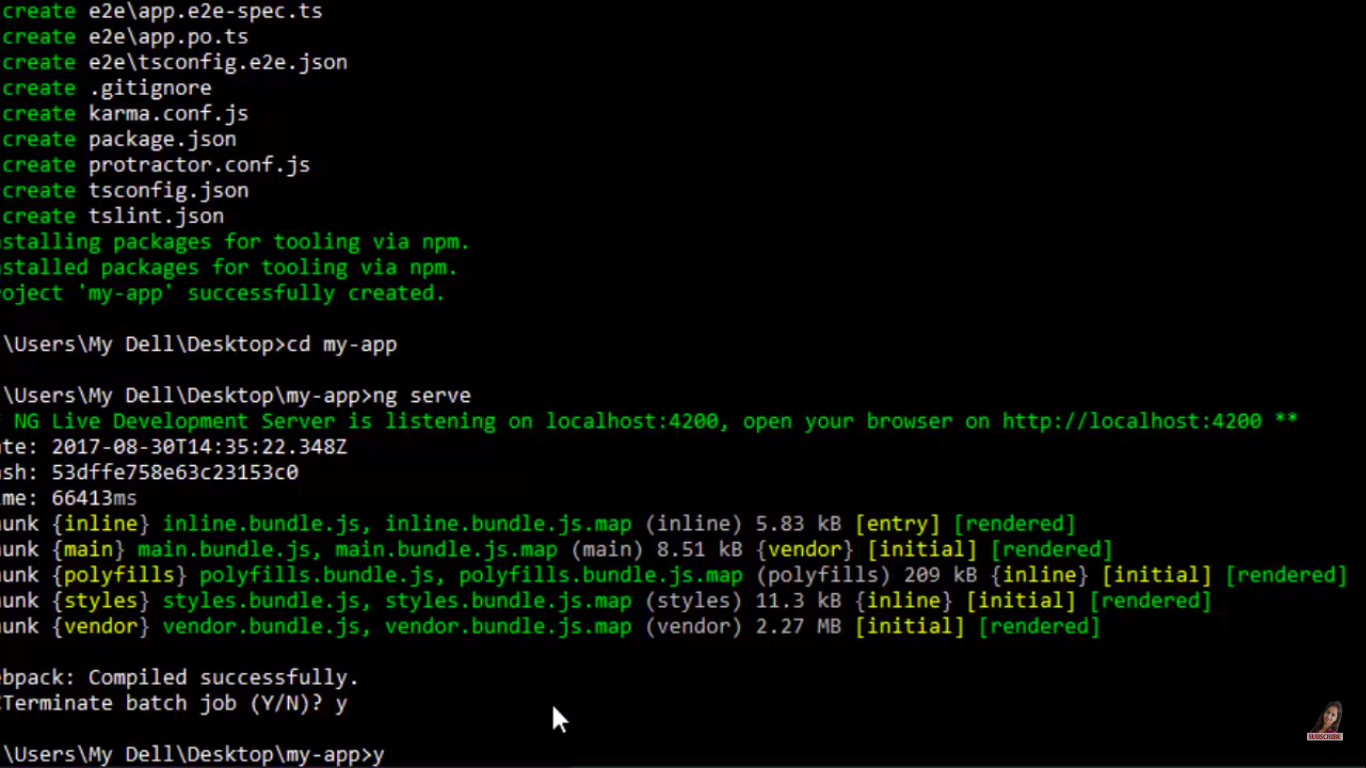 create e2e\app.e2e-spec.ts
create e2e\app.po.ts
create e2e\tsconfig.e2e.json
create .gitignore
create karma.conf.js
create package.json
create protractor.conf.js
create tsconfig.json
create tslint.json
stalling packages for tooling via npm.
stalled packages for tooling via npm.
oject 'my-app' successfully created.
\Users\My Dell\Desktop>cd my-app
\Users\My Dell\Desktop\my-app>ng serve
* NG Live Development Server is listening on localhost:4200, open your browser on http://localhost:4200 **
te: 2017-08-30T14:35:22.348Z
sh: 53dffe758e63c23153c0
me: 66413ms
unk {inline} inline.bundle.js, inline.bundle.js.map (inline) 5.83 kB [entry] [rendered]
unk {main} main.bundle.js, main.bundle.js.map (main) 8.51 kB {vendor} [initial] [rendered]
unk {polyfills} polyfills.bundle.js, polyfills.bundle.js.map (polyfills) 209 kB {inline} [initial] [rendered]
unk {styles} styles.bundle.js, styles.bundle.js.map (styles) 11.3 kB {inline} [initial] [rendered]
unk {vendor} vendor.bundle.js, vendor.bundle.js.map (vendor) 2.27 MB [initial] [rendered]
bpack: Compiled successfully.
CTerminate batch job (Y/N)? y
\Users\My Dell\Desktop\my-app>y
SUBSCRIBE